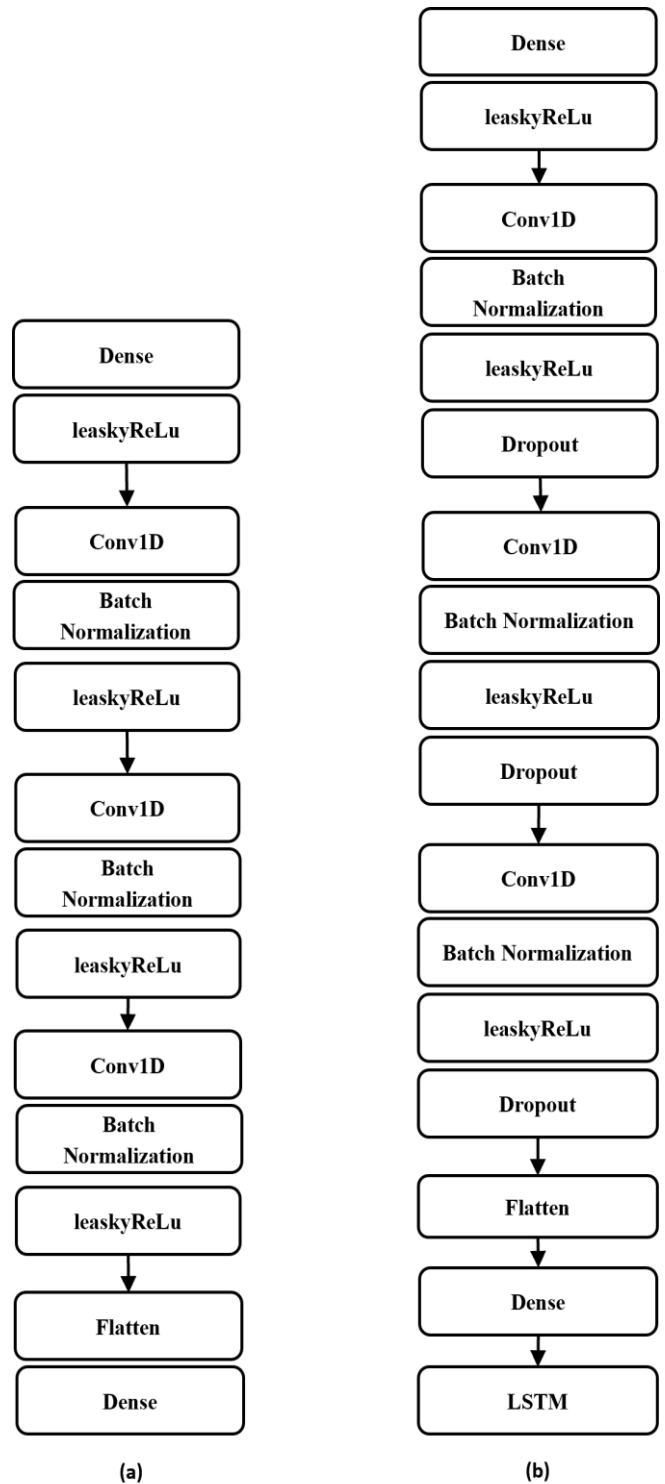 Dense
leaskyReLu
Conv1D
Batch
Normalization
leaskyReLu
Conv1D
Batch
Normalization
leaskyReLu
Conv1D
Batch
Normalization
leaskyReLu
Flatten
Dense
(a)
Dense
leaskyReLu
Conv1D
Batch
Normalization
leaskyReLu
Dropout
Conv1D
Batch Normalization
leaskyReLu
Dropout
Conv1D
Batch Normalization
leaskyReLu
Dropout
Flatten
Dense
LSTM
(b)